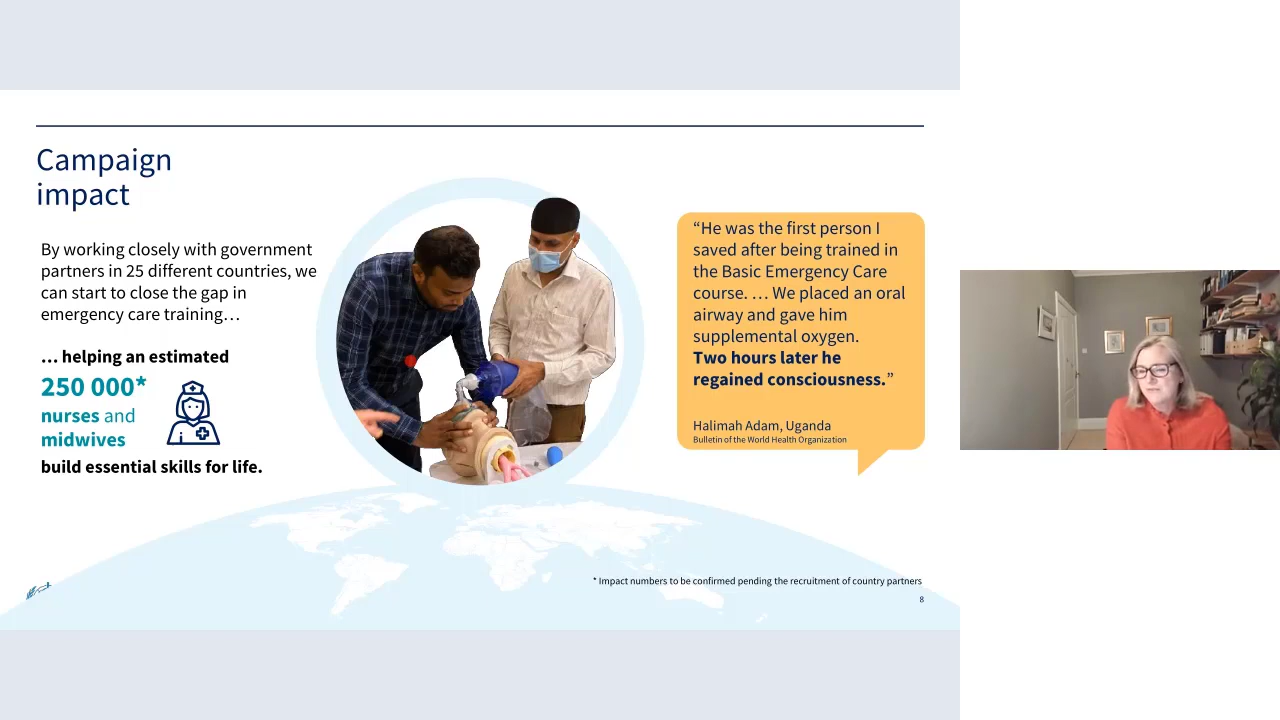 Campaign
impact
By working closely with government
partners in 25 different countries, we
can start to close the gap in
emergency care training…
… helping an estimated
250 000*
nurses and
midwives
build essential skills for life.
“He was the first person I
saved after being trained in
the Basic Emergency Care
course. … We placed an oral
airway and gave him
supplemental oxygen.
Two hours later he
regained consciousness.”
Halimah Adam, Uganda
Bulletin of the World Health Organization
* Impact numbers to be confirmed pending the recruitment of country partners
8